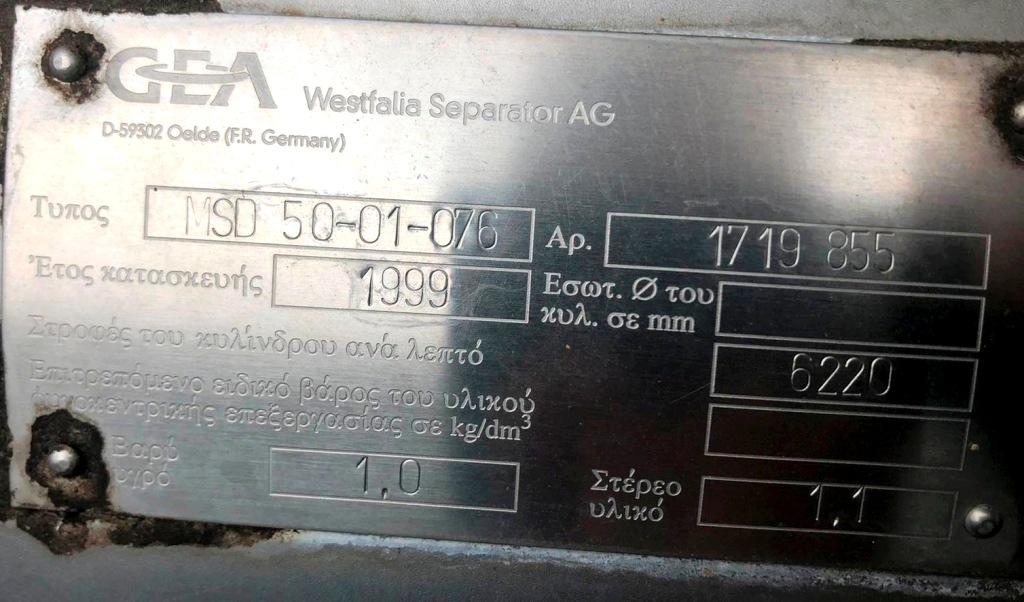 GEA Westfalia Separator AG
D-59302 Oelde (F.R. Germany)
Τυπος MSD 50-01-076 Αρ. 1719 855
Έτος κατασκευής 1999 Εσωτ. Ø του κυλ. σε mm
Στροφές του κυλίνδρου ανά λεπτό 6220
Επιτρεπόμενο ειδικό βάρος του υλικού
φυγοκεντρικής επεξεργασίας σε kg/dm³
Βαρύ
υγρό 1,0
Στέρεο
υλικό 1,1